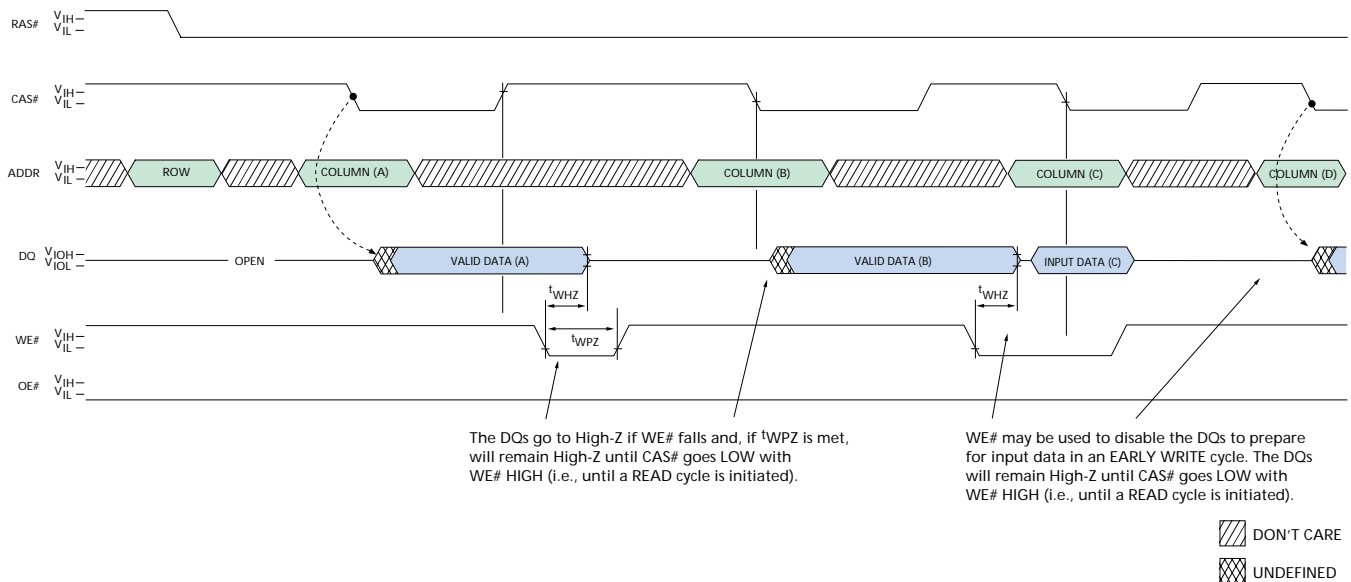 RAS# VIH VIL
CAS# VIH VIL
ADDR VIH VIL ROW COLUMN (A) COLUMN (B) COLUMN (C) COLUMN (D)
DQ VIOH VIOL OPEN VALID DATA (A) VALID DATA (B) INPUT DATA (C)
tWHZ tWHZ
tWPZ
WE# VIH VIL
OE# VIH VIL
The DQs go to High-Z if WE# falls and, if tWPZ is met,
will remain High-Z until CAS# goes LOW with
WE# HIGH (i.e., until a READ cycle is initiated).
WE# may be used to disable the DQs to prepare
for input data in an EARLY WRITE cycle. The DQs
will remain High-Z until CAS# goes LOW with
WE# HIGH (i.e., until a READ cycle is initiated).
DON'T CARE
UNDEFINED